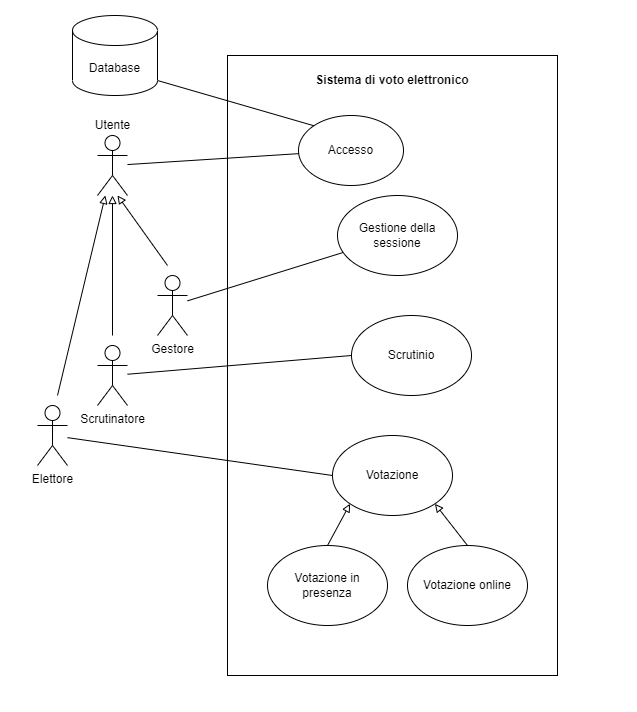 Database
Sistema di voto elettronico
Utente
Accesso
Gestione della
sessione
Gestore
Scrutinio
Scrutinatore
Votazione
Elettore
Votazione in
presenza
Votazione online